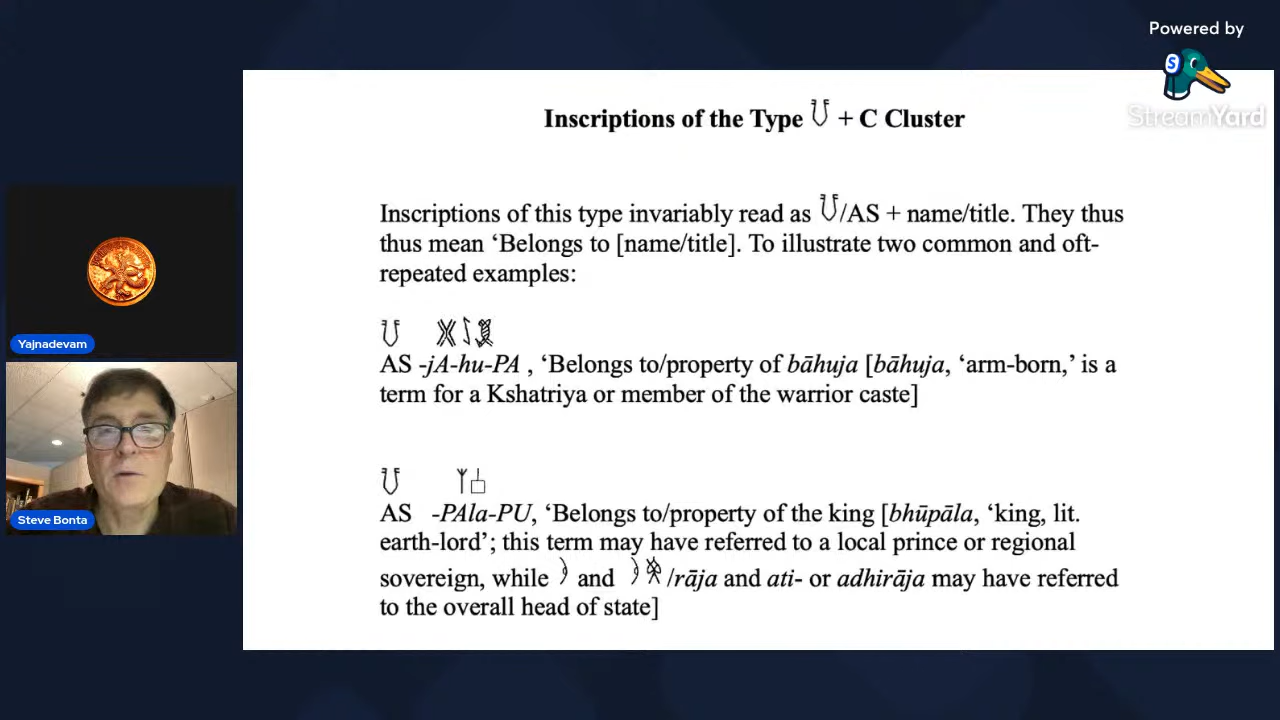 Powered by
StreamYard
Inscriptions of the Type + C Cluster
Inscriptions of this type invariably read as /AS + name/title. They thus
thus mean ‘Belongs to [name/title]. To illustrate two common and oft-
repeated examples:
AS -jA-hu-PA , ‘Belongs to/property of bāhuja [bāhuja, ‘arm-born,’ is a
term for a Kshatriya or member of the warrior caste]
AS -PAla-PU, ‘Belongs to/property of the king [bhūpāla, ‘king, lit.
earth-lord’; this term may have referred to a local prince or regional
sovereign, while and /rāja and ati- or adhirāja may have referred
to the overall head of state]
Yajnadevam
Steve Bonta